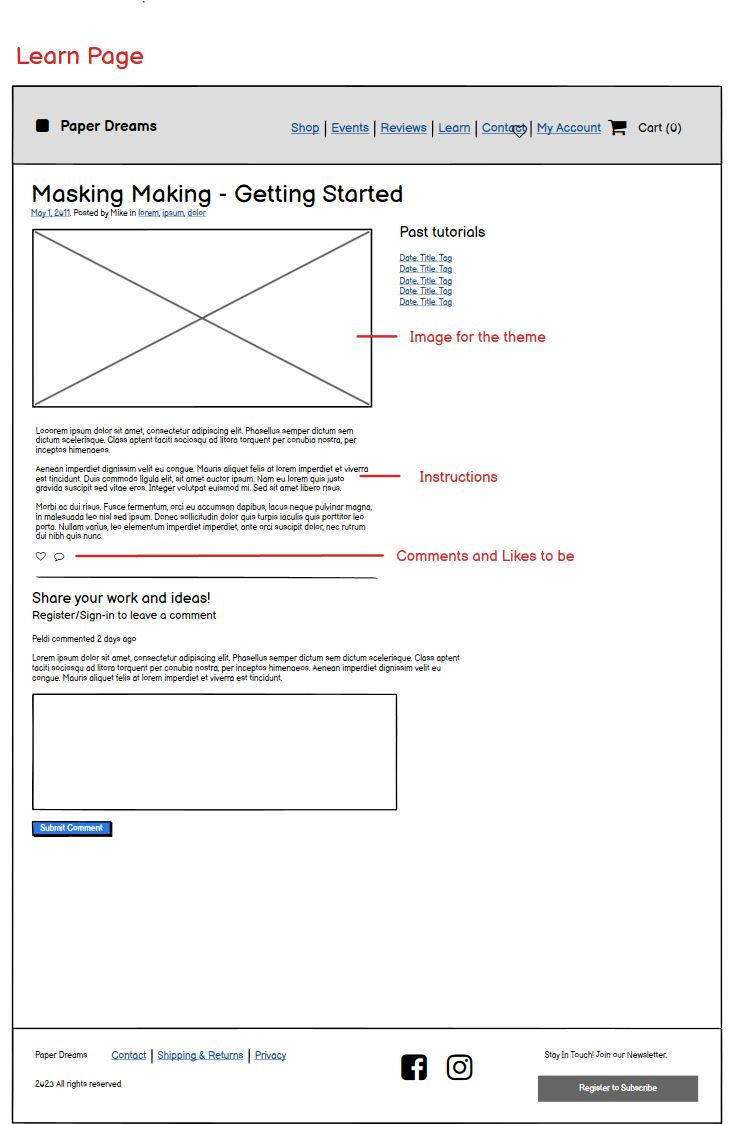 Learn Page
Paper Dreams
Shop | Events | Reviews | Learn | Contact | My Account Cart (0)
Masking Making - Getting Started
May 1, 2011. Posted by Mike in lorem, ipsum, dolor
Past tutorials
Date. Title. Tag
Date. Title. Tag
Date. Title. Tag
Date. Title. Tag
Date. Title. Tag
Image for the theme
Looorem ipsum dolor sit amet, consectetur adipiscing elit. Phasellus semper dictum sem
dictum scelerisque. Class aptent taciti sociosqu ad litora torquent per conubia nostra, per
inceptos himenaeos.
Aenean imperdiet dignissim velit eu congue. Mauris aliquet felis at lorem imperdiet et viverra
est tincidunt. Duis commodo ligula elit, sit amet auctor ipsum. Nam eu lorem quis justo
gravida suscipit sed vitae eros. Integer volutpat euismod mi. Sed sit amet libero risus.
Instructions
Morbi ac dui risus. Fusce fermentum, orci eu accumsan dapibus, lacus neque pulvinar magna,
in malesuada leo nisl sed ipsum. Donec sollicitudin dolor quis turpis iaculis quis porttitor leo
porta. Nullam varius, leo elementum imperdiet imperdiet, ante orci suscipit dolor, nec rutrum
dui nibh quis nunc.
Comments and Likes to be
Share your work and ideas!
Register/Sign-in to leave a comment
Peldi commented 2 days ago
Lorem ipsum dolor sit amet, consectetur adipiscing elit. Phasellus semper dictum sem dictum scelerisque. Class aptent
taciti sociosqu ad litora torquent per conubia nostra, per inceptos himenaeos. Aenean imperdiet dignissim velit eu
congue. Mauris aliquet felis at lorem imperdiet et viverra est tincidunt.
Submit Comment
Paper Dreams
Contact | Shipping & Returns | Privacy
Stay In Touch! Join our Newsletter.
2023 All rights reserved
Register to Subscribe